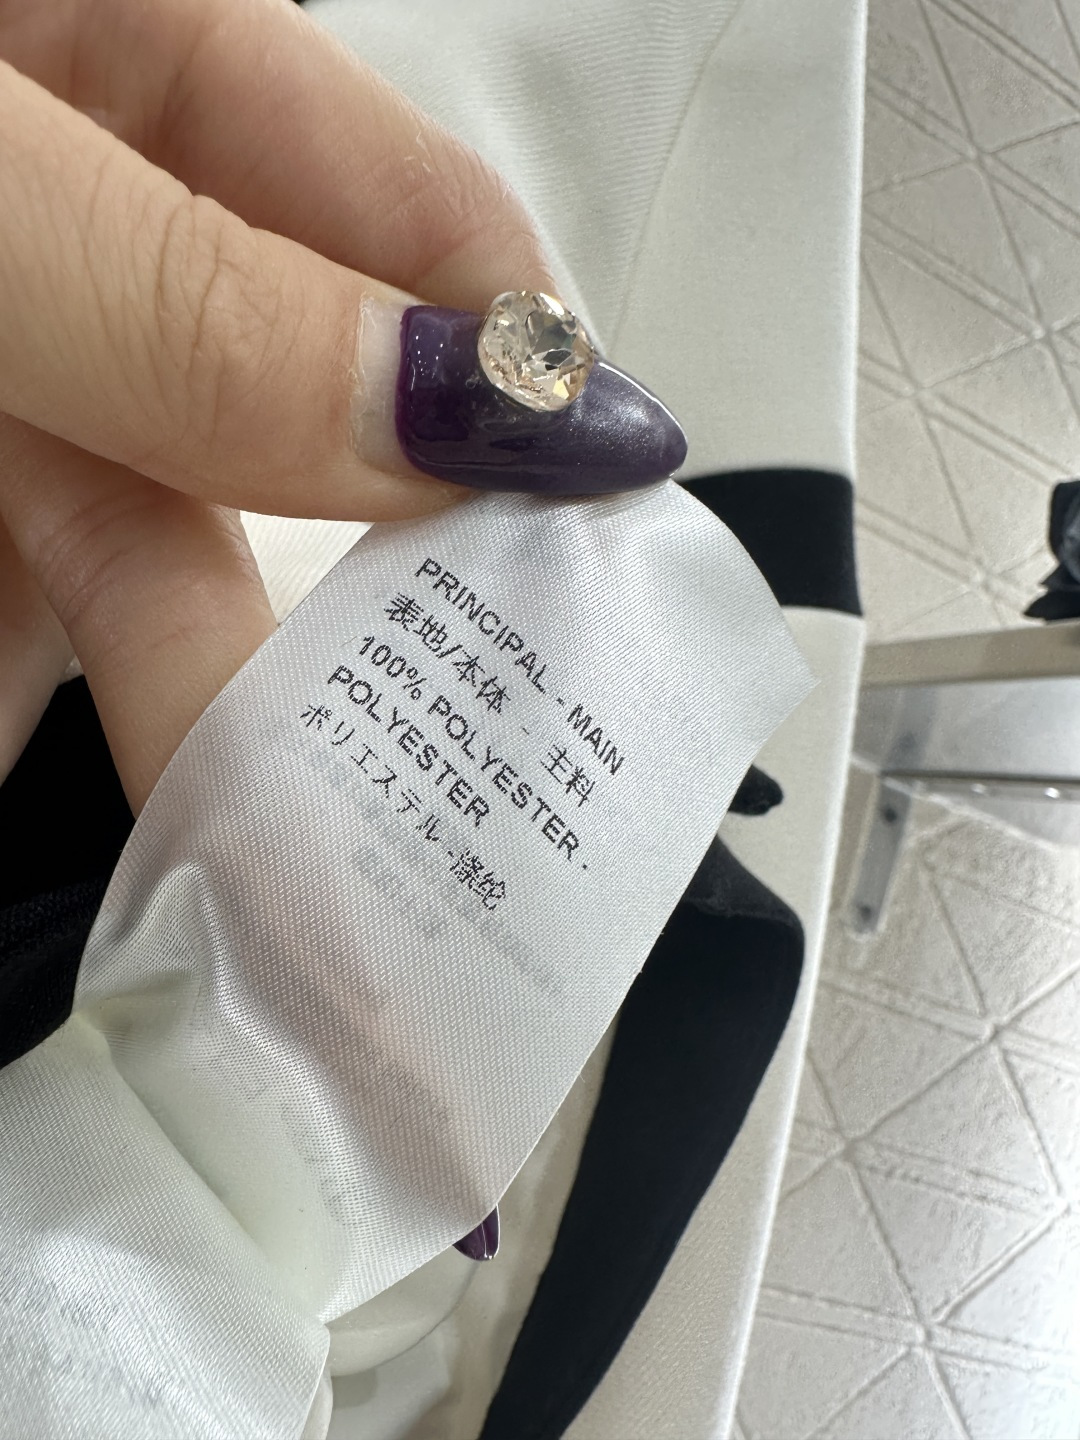 PRINCIPAL - MAIN
表地/本体 - 主料
100% POLYESTER -
POLYESTER
ポリエステル -涤纶